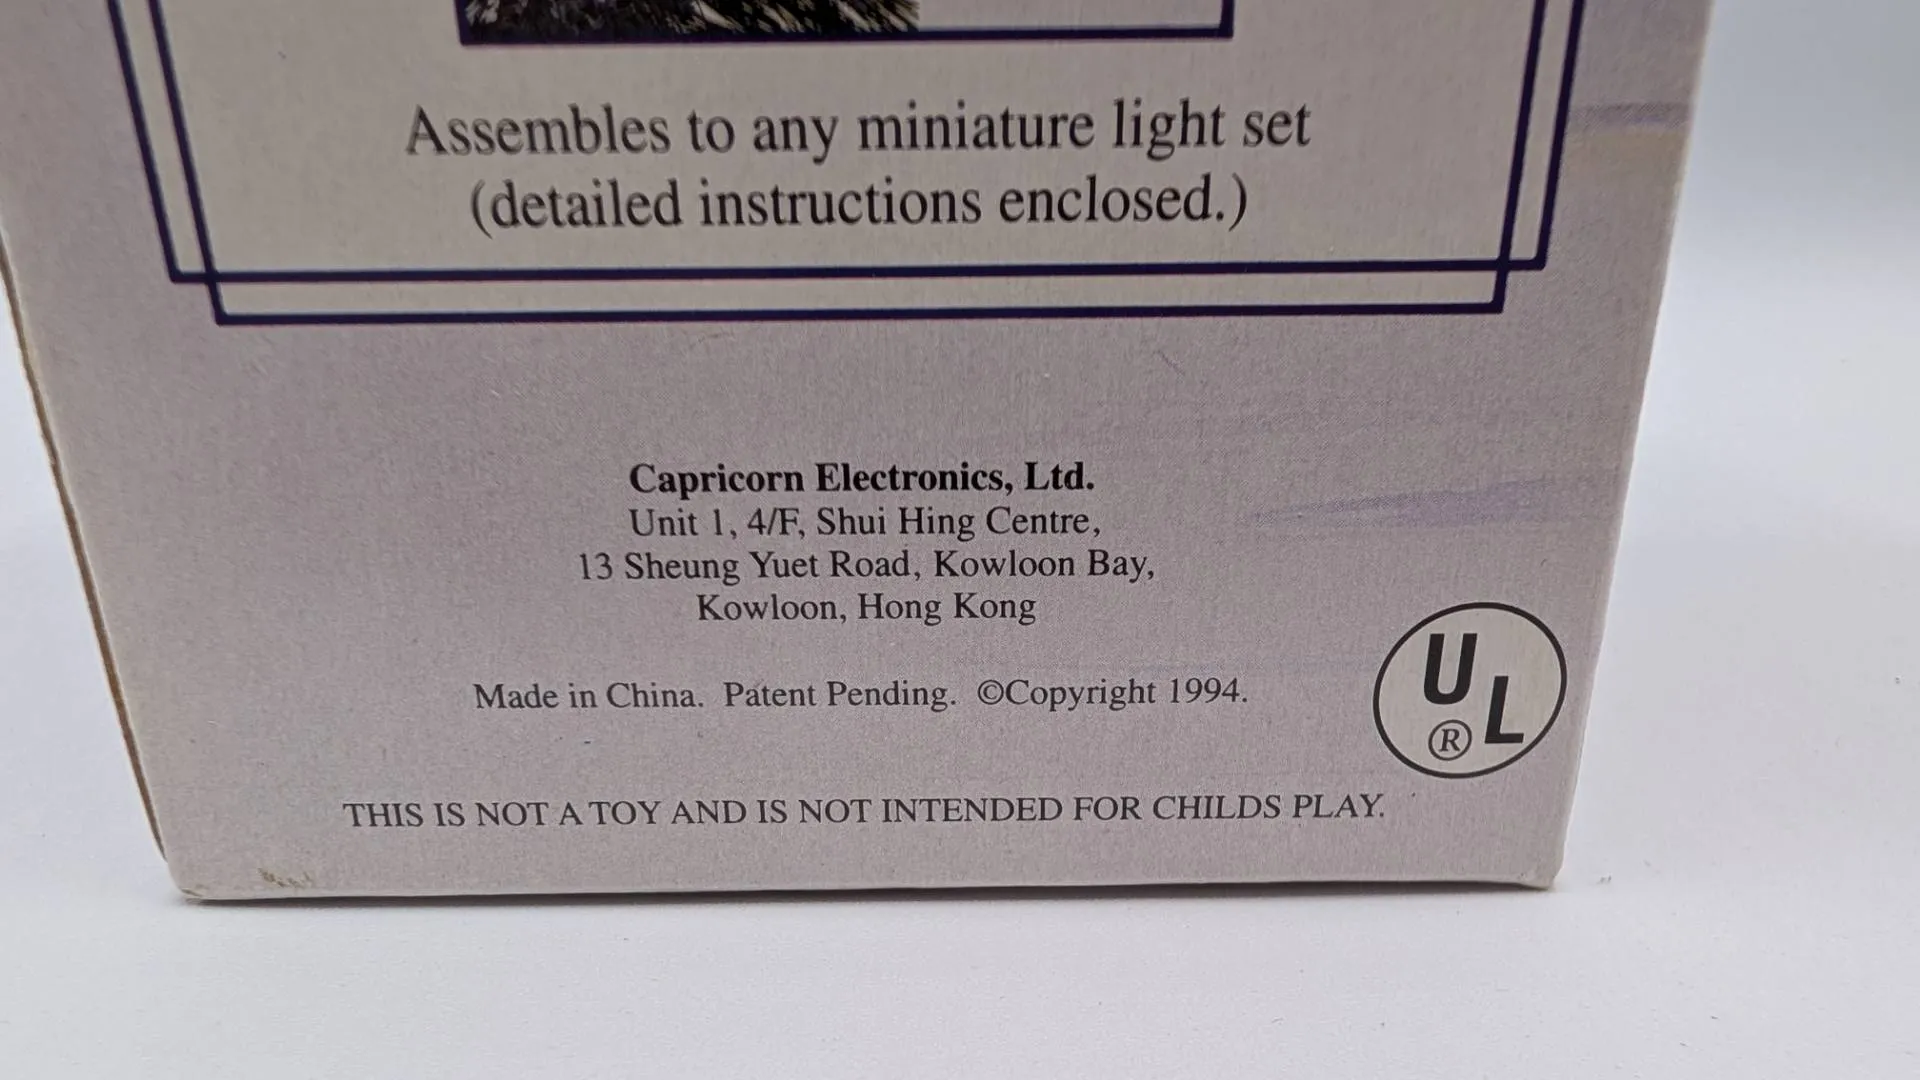 Assembles to any miniature light set
(detailed instructions enclosed.)
Capricorn Electronics, Ltd.
Unit 1, 4/F, Shui Hing Centre,
13 Sheung Yuet Road, Kowloon Bay,
Kowloon, Hong Kong
Made in China. Patent Pending. ©Copyright 1994.
UL
®
THIS IS NOT A TOY AND IS NOT INTENDED FOR CHILDS PLAY.